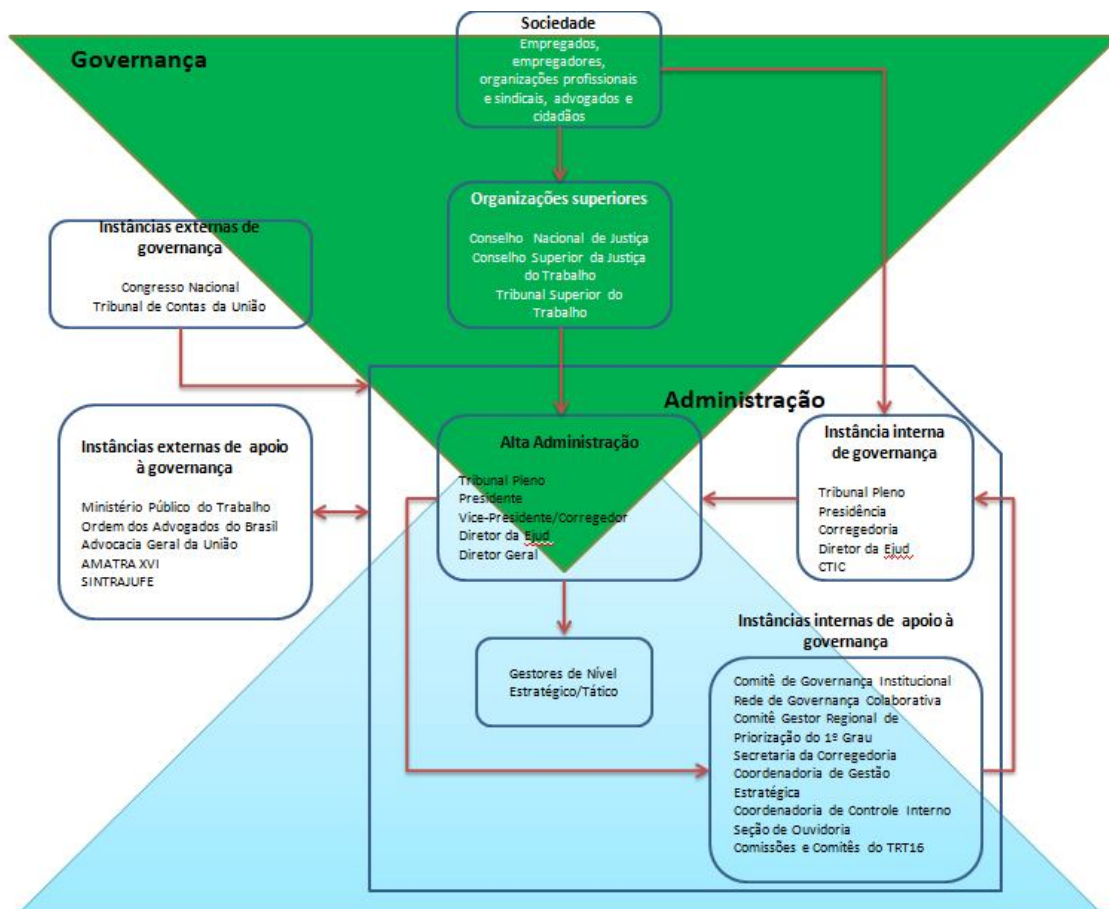 Governança
Sociedade
Empregados,
empregadores,
organizações profissionais
e sindicais, advogados e
cidadãos
Organizações superiores
Conselho Nacional de Justiça
Conselho Superior da Justiça
do Trabalho
Tribunal Superior do
Trabalho
Instâncias externas de
governança
Congresso Nacional
Tribunal de Contas da União
Administração
Instâncias externas de apoio
à governança
Ministério Público do Trabalho
Ordem dos Advogados do Brasil
Advocacia Geral da União
AMATRA XVI
SINTRAJUFE
Alta Administração
Tribunal Pleno
Presidente
Vice-Presidente/Corregedor
Diretor da Ejud
Diretor Geral
Instância interna
de governança
Tribunal Pleno
Presidência
Corregedoria
Diretor da Ejud
CTIC
Gestores de Nível
Estratégico/Tático
Instâncias internas de apoio à
governança
Comitê de Governança Institucional
Rede de Governança Colaborativa
Comitê Gestor Regional de
Priorização do 1º Grau
Secretaria da Corregedoria
Coordenadoria de Gestão
Estratégica
Coordenadoria de Controle Interno
Seção de Ouvidoria
Comissões e Comitês do TRT16